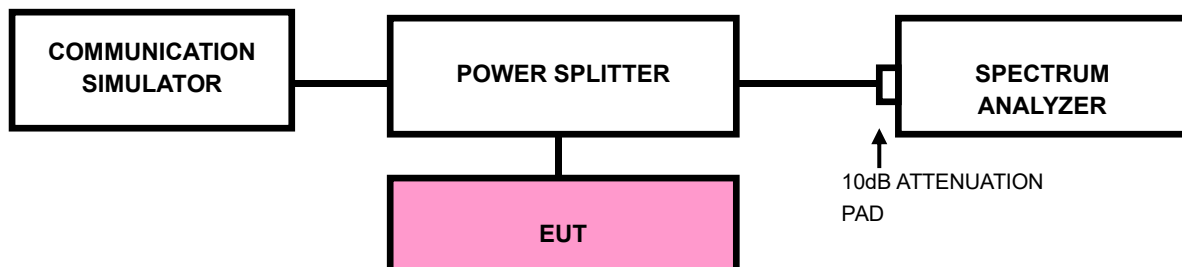 COMMUNICATION
SIMULATOR
POWER SPLITTER
SPECTRUM
ANALYZER
10dB ATTENUATION
PAD
EUT